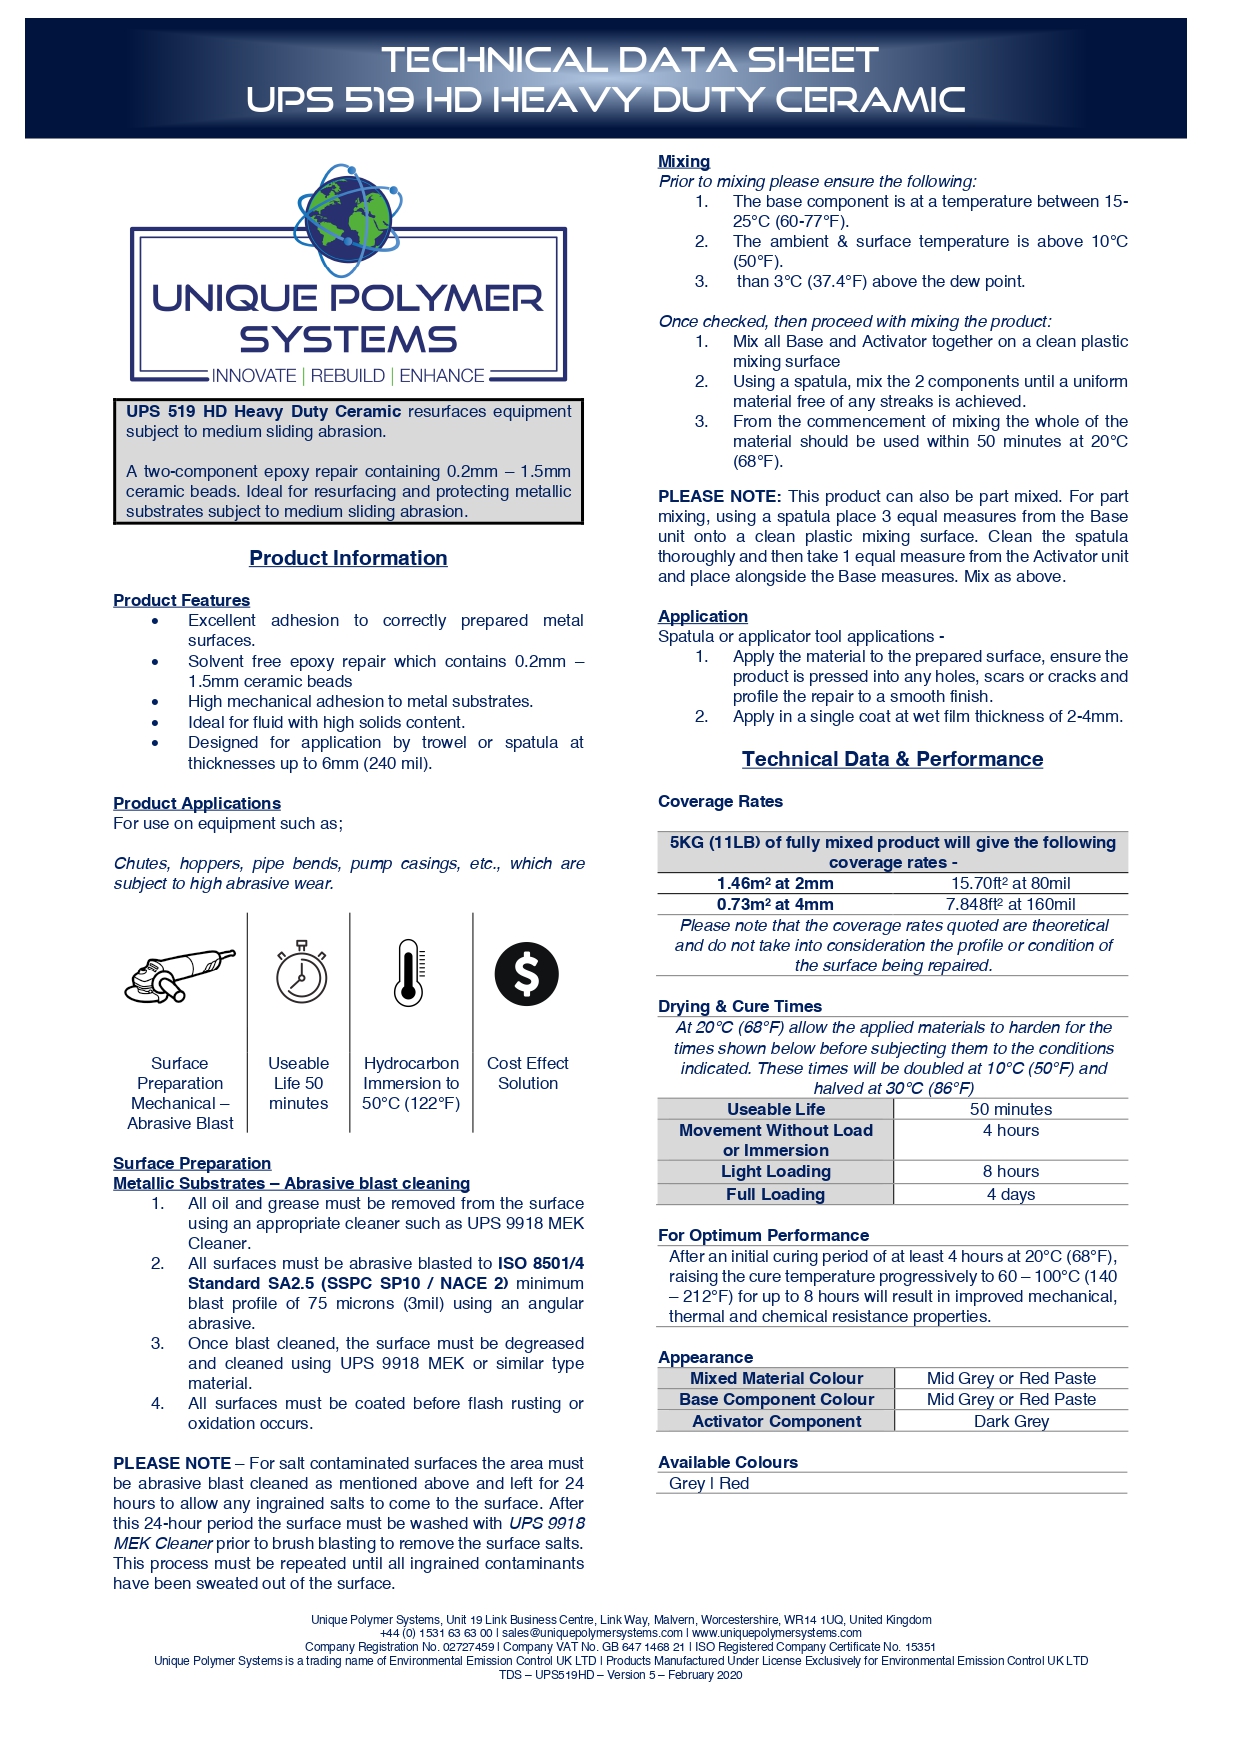 TECHNICAL DATA SHEET
UPS 519 HD HEAVY DUTY CERAMIC
UNIQUE POLYMER
SYSTEMS
INNOVATE | REBUILD | ENHANCE
UPS 519 HD Heavy Duty Ceramic resurfaces equipment
subject to medium sliding abrasion.
A two-component epoxy repair containing 0.2mm – 1.5mm
ceramic beads. Ideal for resurfacing and protecting metallic
substrates subject to medium sliding abrasion.
Product Information
Product Features
• Excellent adhesion to correctly prepared metal
surfaces.
• Solvent free epoxy repair which contains 0.2mm –
1.5mm ceramic beads
• High mechanical adhesion to metal substrates.
• Ideal for fluid with high solids content.
• Designed for application by trowel or spatula at
thicknesses up to 6mm (240 mil).
Product Applications
For use on equipment such as;
Chutes, hoppers, pipe bends, pump casings, etc., which are
subject to high abrasive wear.
Surface
Preparation
Mechanical –
Abrasive Blast
Useable
Life 50
minutes
Hydrocarbon
Immersion to
50°C (122°F)
$
Cost Effect
Solution
Surface Preparation
Metallic Substrates – Abrasive blast cleaning
1. All oil and grease must be removed from the surface
using an appropriate cleaner such as UPS 9918 MEK
Cleaner.
2. All surfaces must be abrasive blasted to ISO 8501/4
Standard SA2.5 (SSPC SP10 / NACE 2) minimum
blast profile of 75 microns (3mil) using an angular
abrasive.
3. Once blast cleaned, the surface must be degreased
and cleaned using UPS 9918 MEK or similar type
material.
4. All surfaces must be coated before flash rusting or
oxidation occurs.
PLEASE NOTE – For salt contaminated surfaces the area must
be abrasive blast cleaned as mentioned above and left for 24
hours to allow any ingrained salts to come to the surface. After
this 24-hour period the surface must be washed with UPS 9918
MEK Cleaner prior to brush blasting to remove the surface salts.
This process must be repeated until all ingrained contaminants
have been sweated out of the surface.
Mixing
Prior to mixing please ensure the following:
1. The base component is at a temperature between 15-
25°C (60-77°F).
2. The ambient & surface temperature is above 10°C
(50°F).
3. than 3°C (37.4°F) above the dew point.
Once checked, then proceed with mixing the product:
1. Mix all Base and Activator together on a clean plastic
mixing surface
2. Using a spatula, mix the 2 components until a uniform
material free of any streaks is achieved.
3. From the commencement of mixing the whole of the
material should be used within 50 minutes at 20°C
(68°F).
PLEASE NOTE: This product can also be part mixed. For part
mixing, using a spatula place 3 equal measures from the Base
unit onto a clean plastic mixing surface. Clean the spatula
thoroughly and then take 1 equal measure from the Activator unit
and place alongside the Base measures. Mix as above.
Application
Spatula or applicator tool applications -
1. Apply the material to the prepared surface, ensure the
product is pressed into any holes, scars or cracks and
profile the repair to a smooth finish.
2. Apply in a single coat at wet film thickness of 2-4mm.
Technical Data & Performance
Coverage Rates
5KG (11LB) of fully mixed product will give the following
coverage rates -
1.46m² at 2mm 15.70ft² at 80mil
0.73m² at 4mm 7.848ft² at 160mil
Please note that the coverage rates quoted are theoretical
and do not take into consideration the profile or condition of
the surface being repaired.
Drying & Cure Times
At 20°C (68°F) allow the applied materials to harden for the
times shown below before subjecting them to the conditions
indicated. These times will be doubled at 10°C (50°F) and
halved at 30°C (86°F)
Useable Life 50 minutes
Movement Without Load 4 hours
or Immersion
Light Loading 8 hours
Full Loading 4 days
For Optimum Performance
After an initial curing period of at least 4 hours at 20°C (68°F),
raising the cure temperature progressively to 60 – 100°C (140
– 212°F) for up to 8 hours will result in improved mechanical,
thermal and chemical resistance properties.
Appearance
Mixed Material Colour Mid Grey or Red Paste
Base Component Colour Mid Grey or Red Paste
Activator Component Dark Grey
Available Colours
Grey | Red
Unique Polymer Systems, Unit 19 Link Business Centre, Link Way, Malvern, Worcestershire, WR14 1UQ, United Kingdom
+44 (0) 1531 63 63 00 | sales@uniquepolymersystems.com | www.uniquepolymersystems.com
Company Registration No. 02727459 | Company VAT No. GB 647 1468 21 | ISO Registered Company Certificate No. 15351
Unique Polymer Systems is a trading name of Environmental Emission Control UK LTD | Products Manufactured Under License Exclusively for Environmental Emission Control UK LTD
TDS – UPS519HD – Version 5 – February 2020